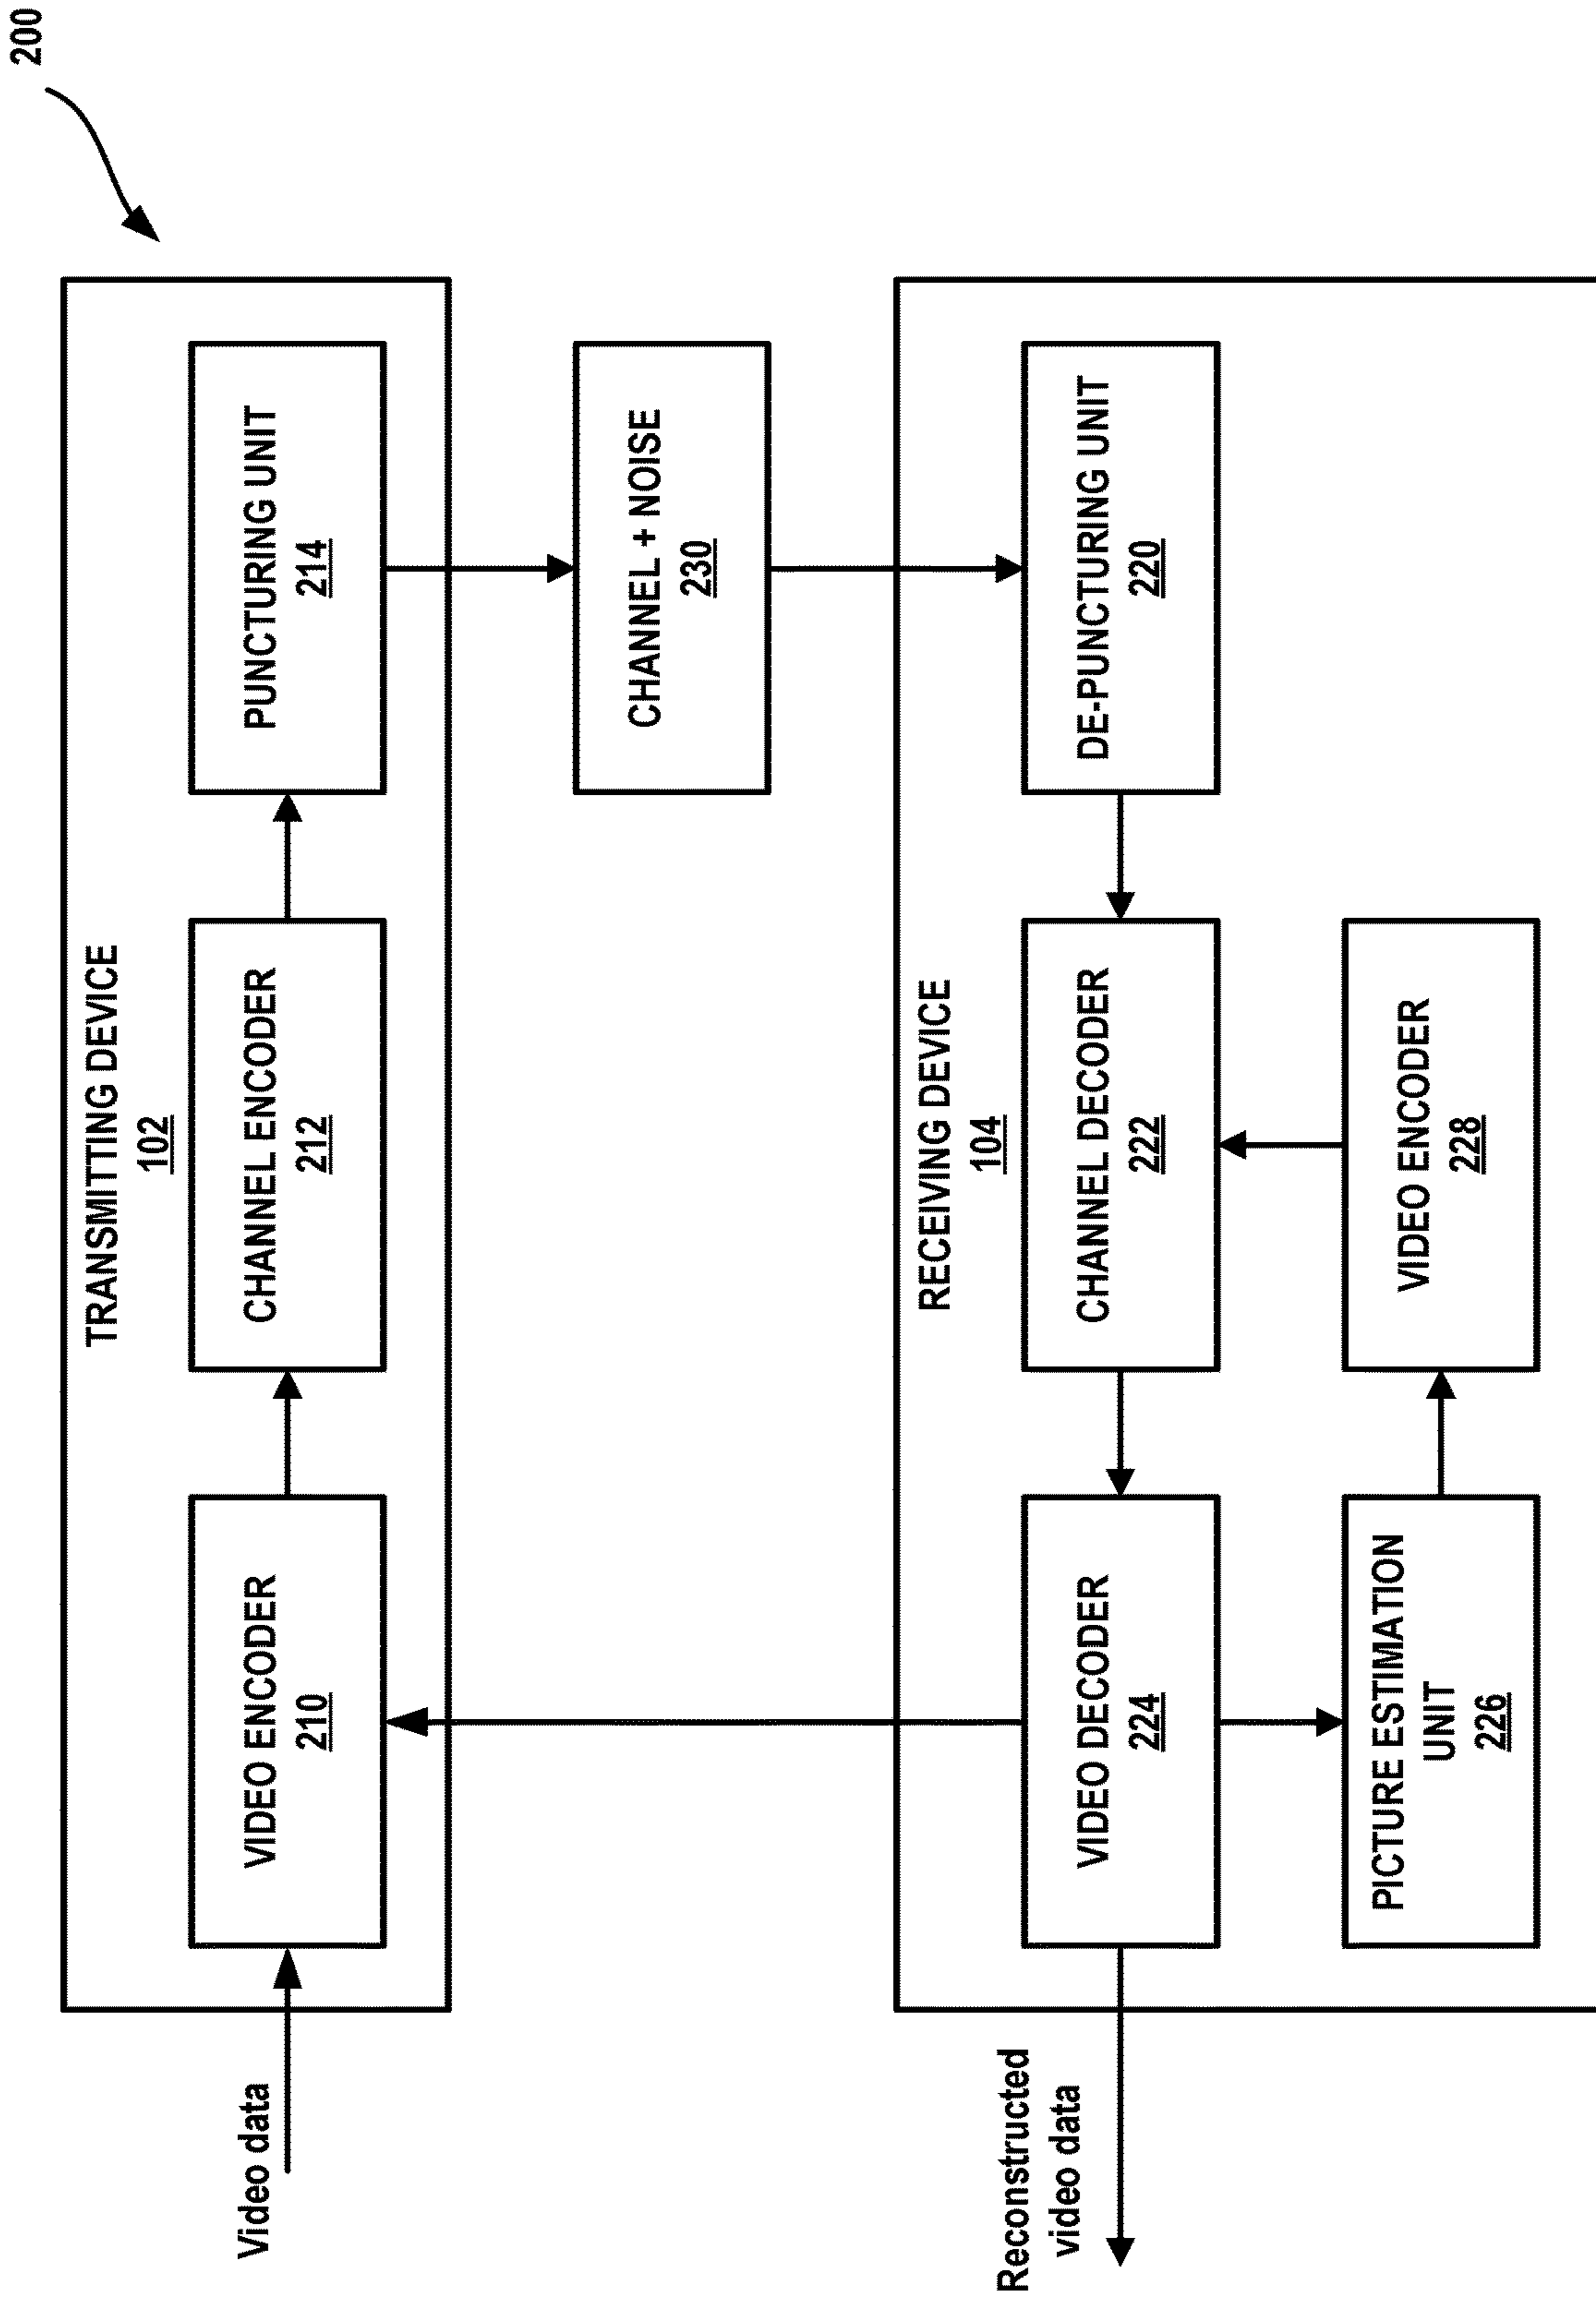 200
TRANSMITTING DEVICE
102
Video data
VIDEO ENCODER
210
CHANNEL ENCODER
212
PUNCTURING UNIT
214
CHANNEL + NOISE
230
RECEIVING DEVICE
104
Reconstructed
video data
VIDEO DECODER
224
CHANNEL DECODER
222
DE-PUNCTURING UNIT
220
PICTURE ESTIMATION
UNIT
226
VIDEO ENCODER
228